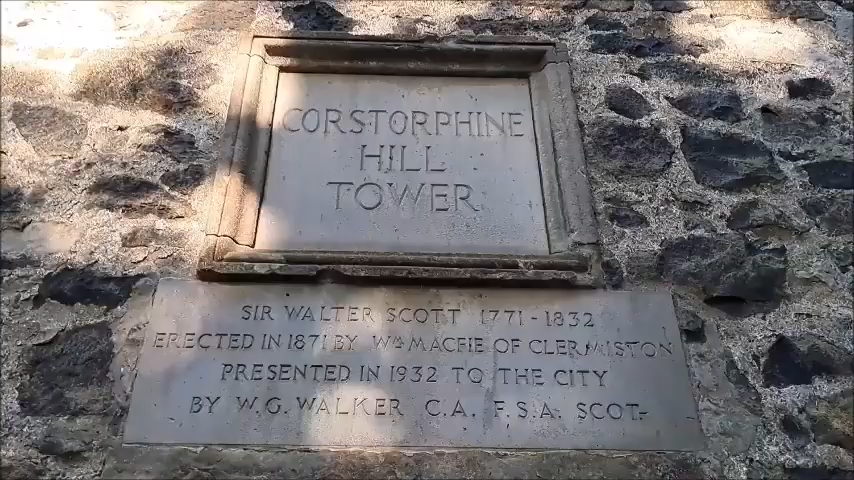 CORSTORPHINE
HILL
TOWER
SIR WALTER SCOTT 1771-1832
ERECTED IN 1871 BY Wᴹ MACFIE OF CLERMISTON
PRESENTED IN 1932 TO THE CITY
BY W.G. WALKER, C.A. F.S.A. SCOT.